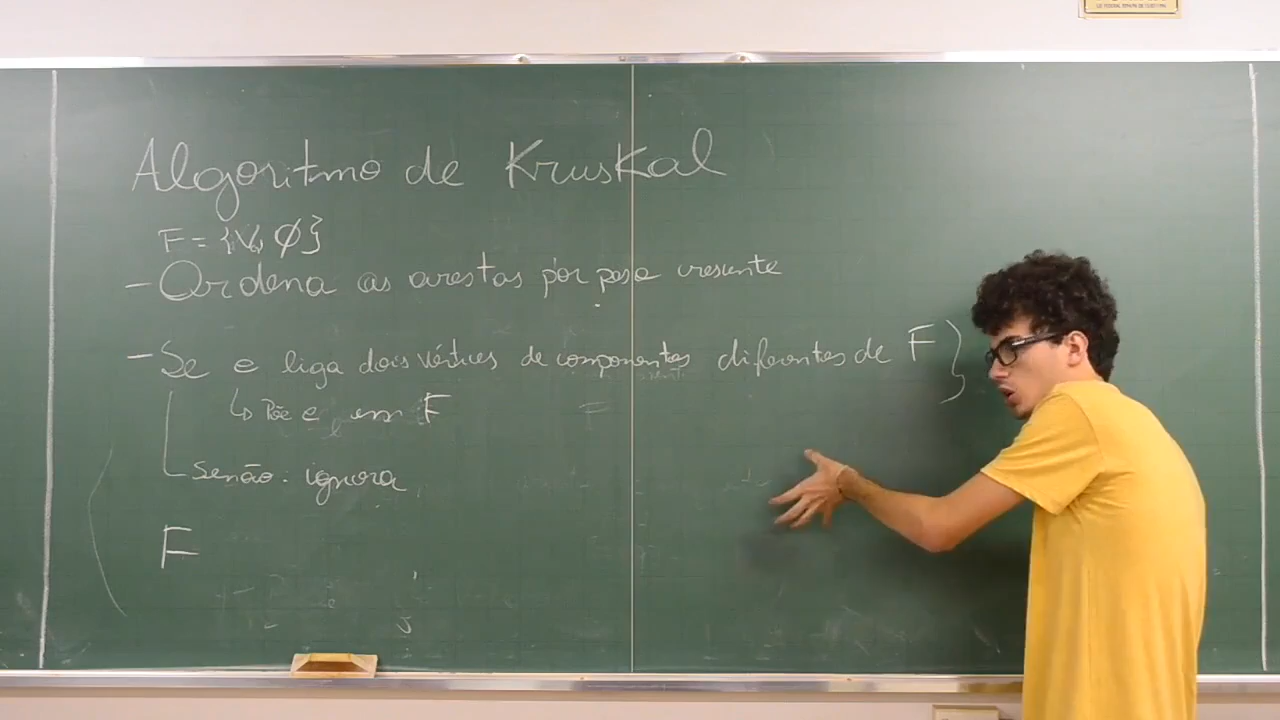 Algoritmo de Kruskal
F = {V, ∅}
- Ordena as arestas por peso crescente
- Se e liga dois vértices de componentes diferentes de F }
↳ Põe e em F
Senão: ignora
F